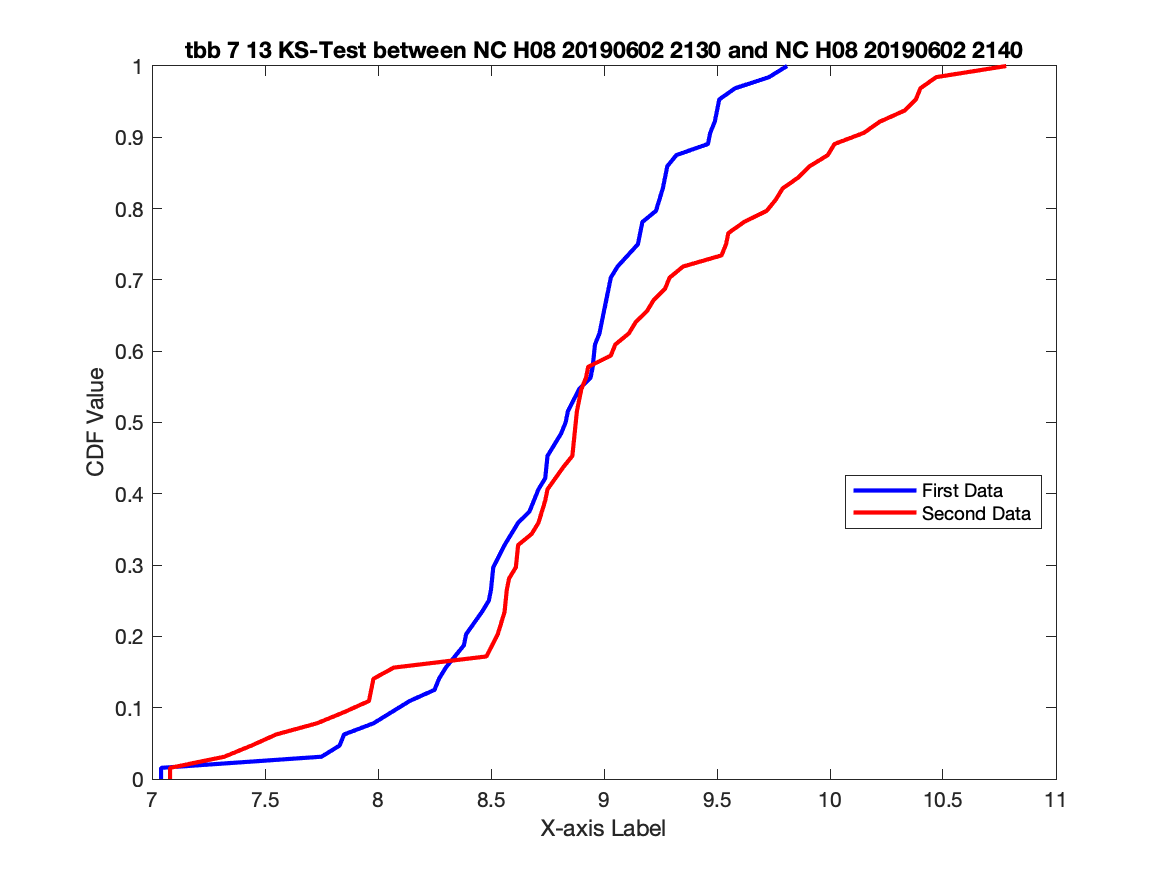 tbb 7 13 KS-Test between NC H08 20190602 2130 and NC H08 20190602 2140
1
0.9
0.8
0.7
0.6
0.5
0.4
0.3
0.2
0.1
0
CDF Value
First Data
Second Data
7 7.5 8 8.5 9 9.5 10 10.5 11
X-axis Label